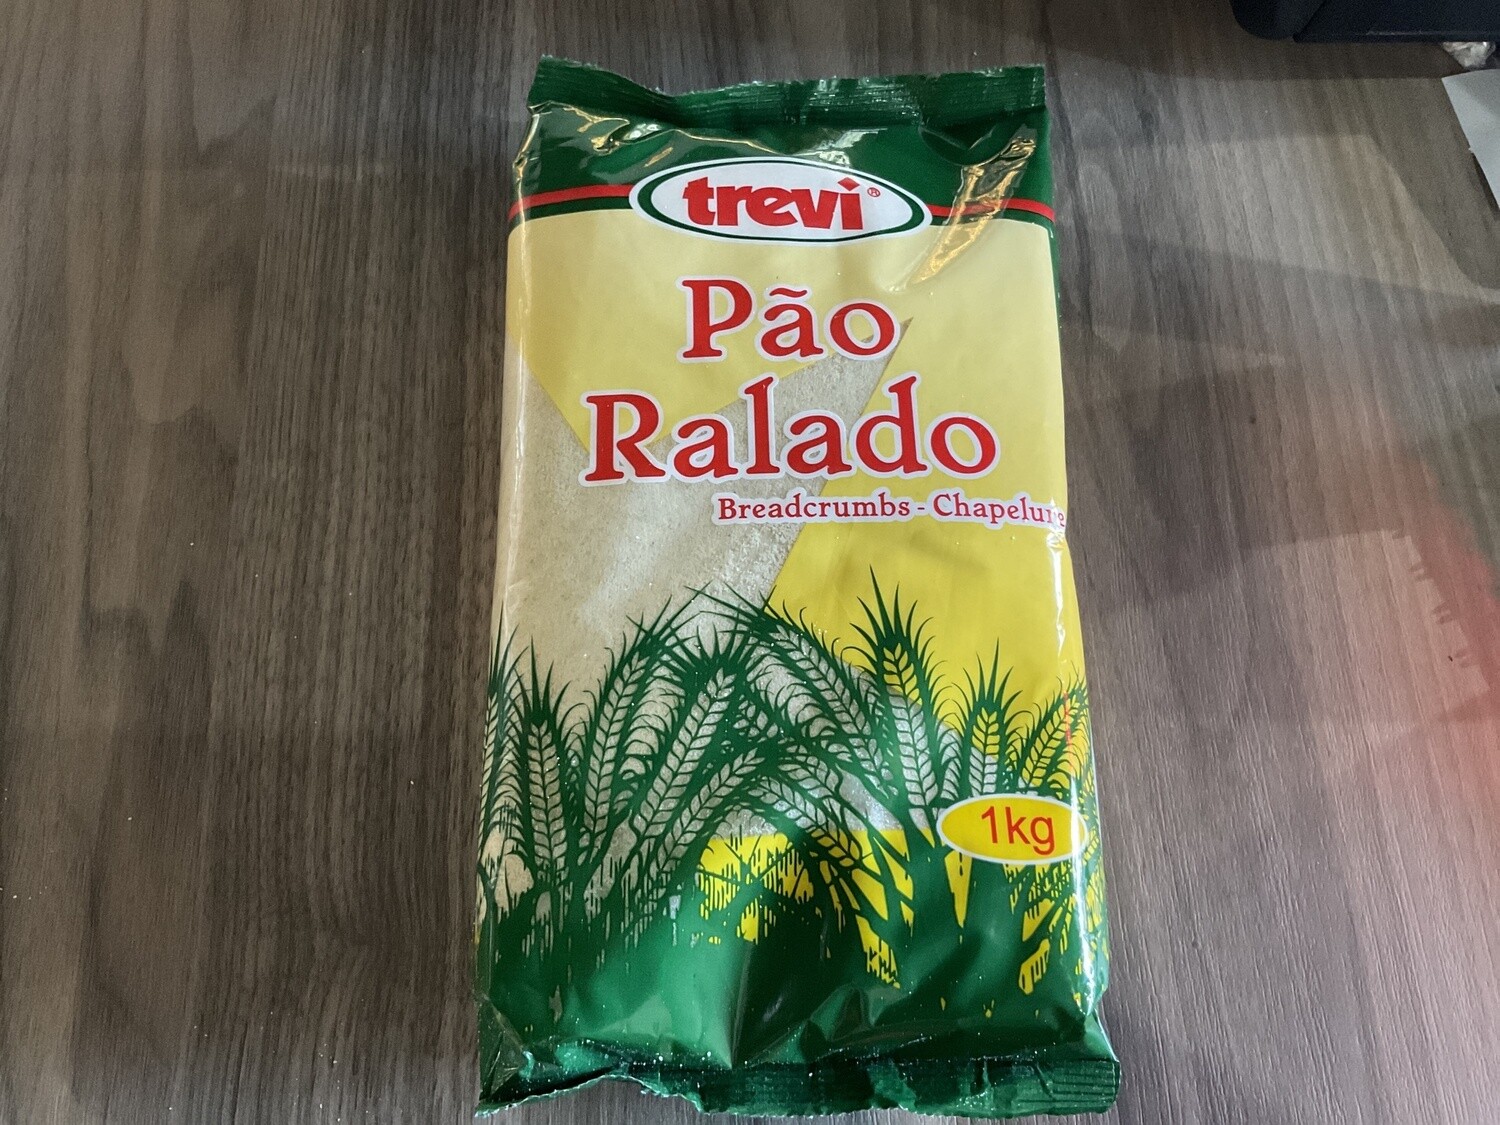 trevi®
Pão
Ralado
Breadcrumbs - Chapelure
1kg